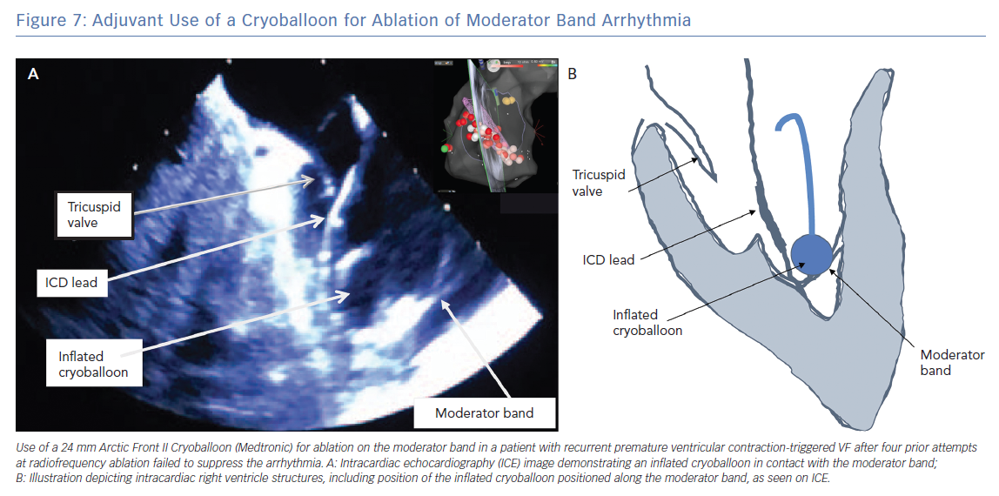 Figure 7: Adjuvant Use of a Cryoballoon for Ablation of Moderator Band Arrhythmia
A
Tricuspid
valve
ICD lead
Inflated
cryoballoon
Moderator band
B
Tricuspid
valve
ICD lead
Inflated
cryoballoon
Moderator
band
Use of a 24 mm Arctic Front II Cryoballoon (Medtronic) for ablation on the moderator band in a patient with recurrent premature ventricular contraction-triggered VF after four prior attempts
at radiofrequency ablation failed to suppress the arrhythmia. A: Intracardiac echocardiography (ICE) image demonstrating an inflated cryoballoon in contact with the moderator band;
B: Illustration depicting intracardiac right ventricle structures, including position of the inflated cryoballoon positioned along the moderator band, as seen on ICE.